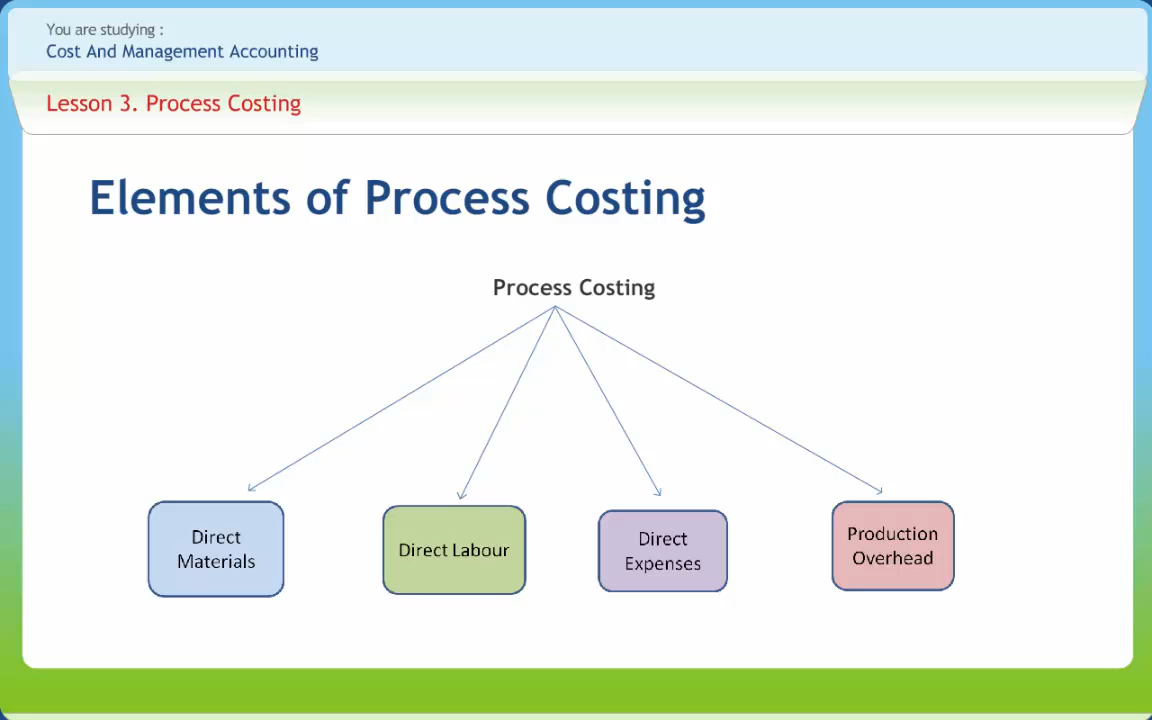 You are studying :
Cost And Management Accounting
Lesson 3. Process Costing
Elements of Process Costing
Process Costing
Direct
Materials
Direct Labour
Direct
Expenses
Production
Overhead